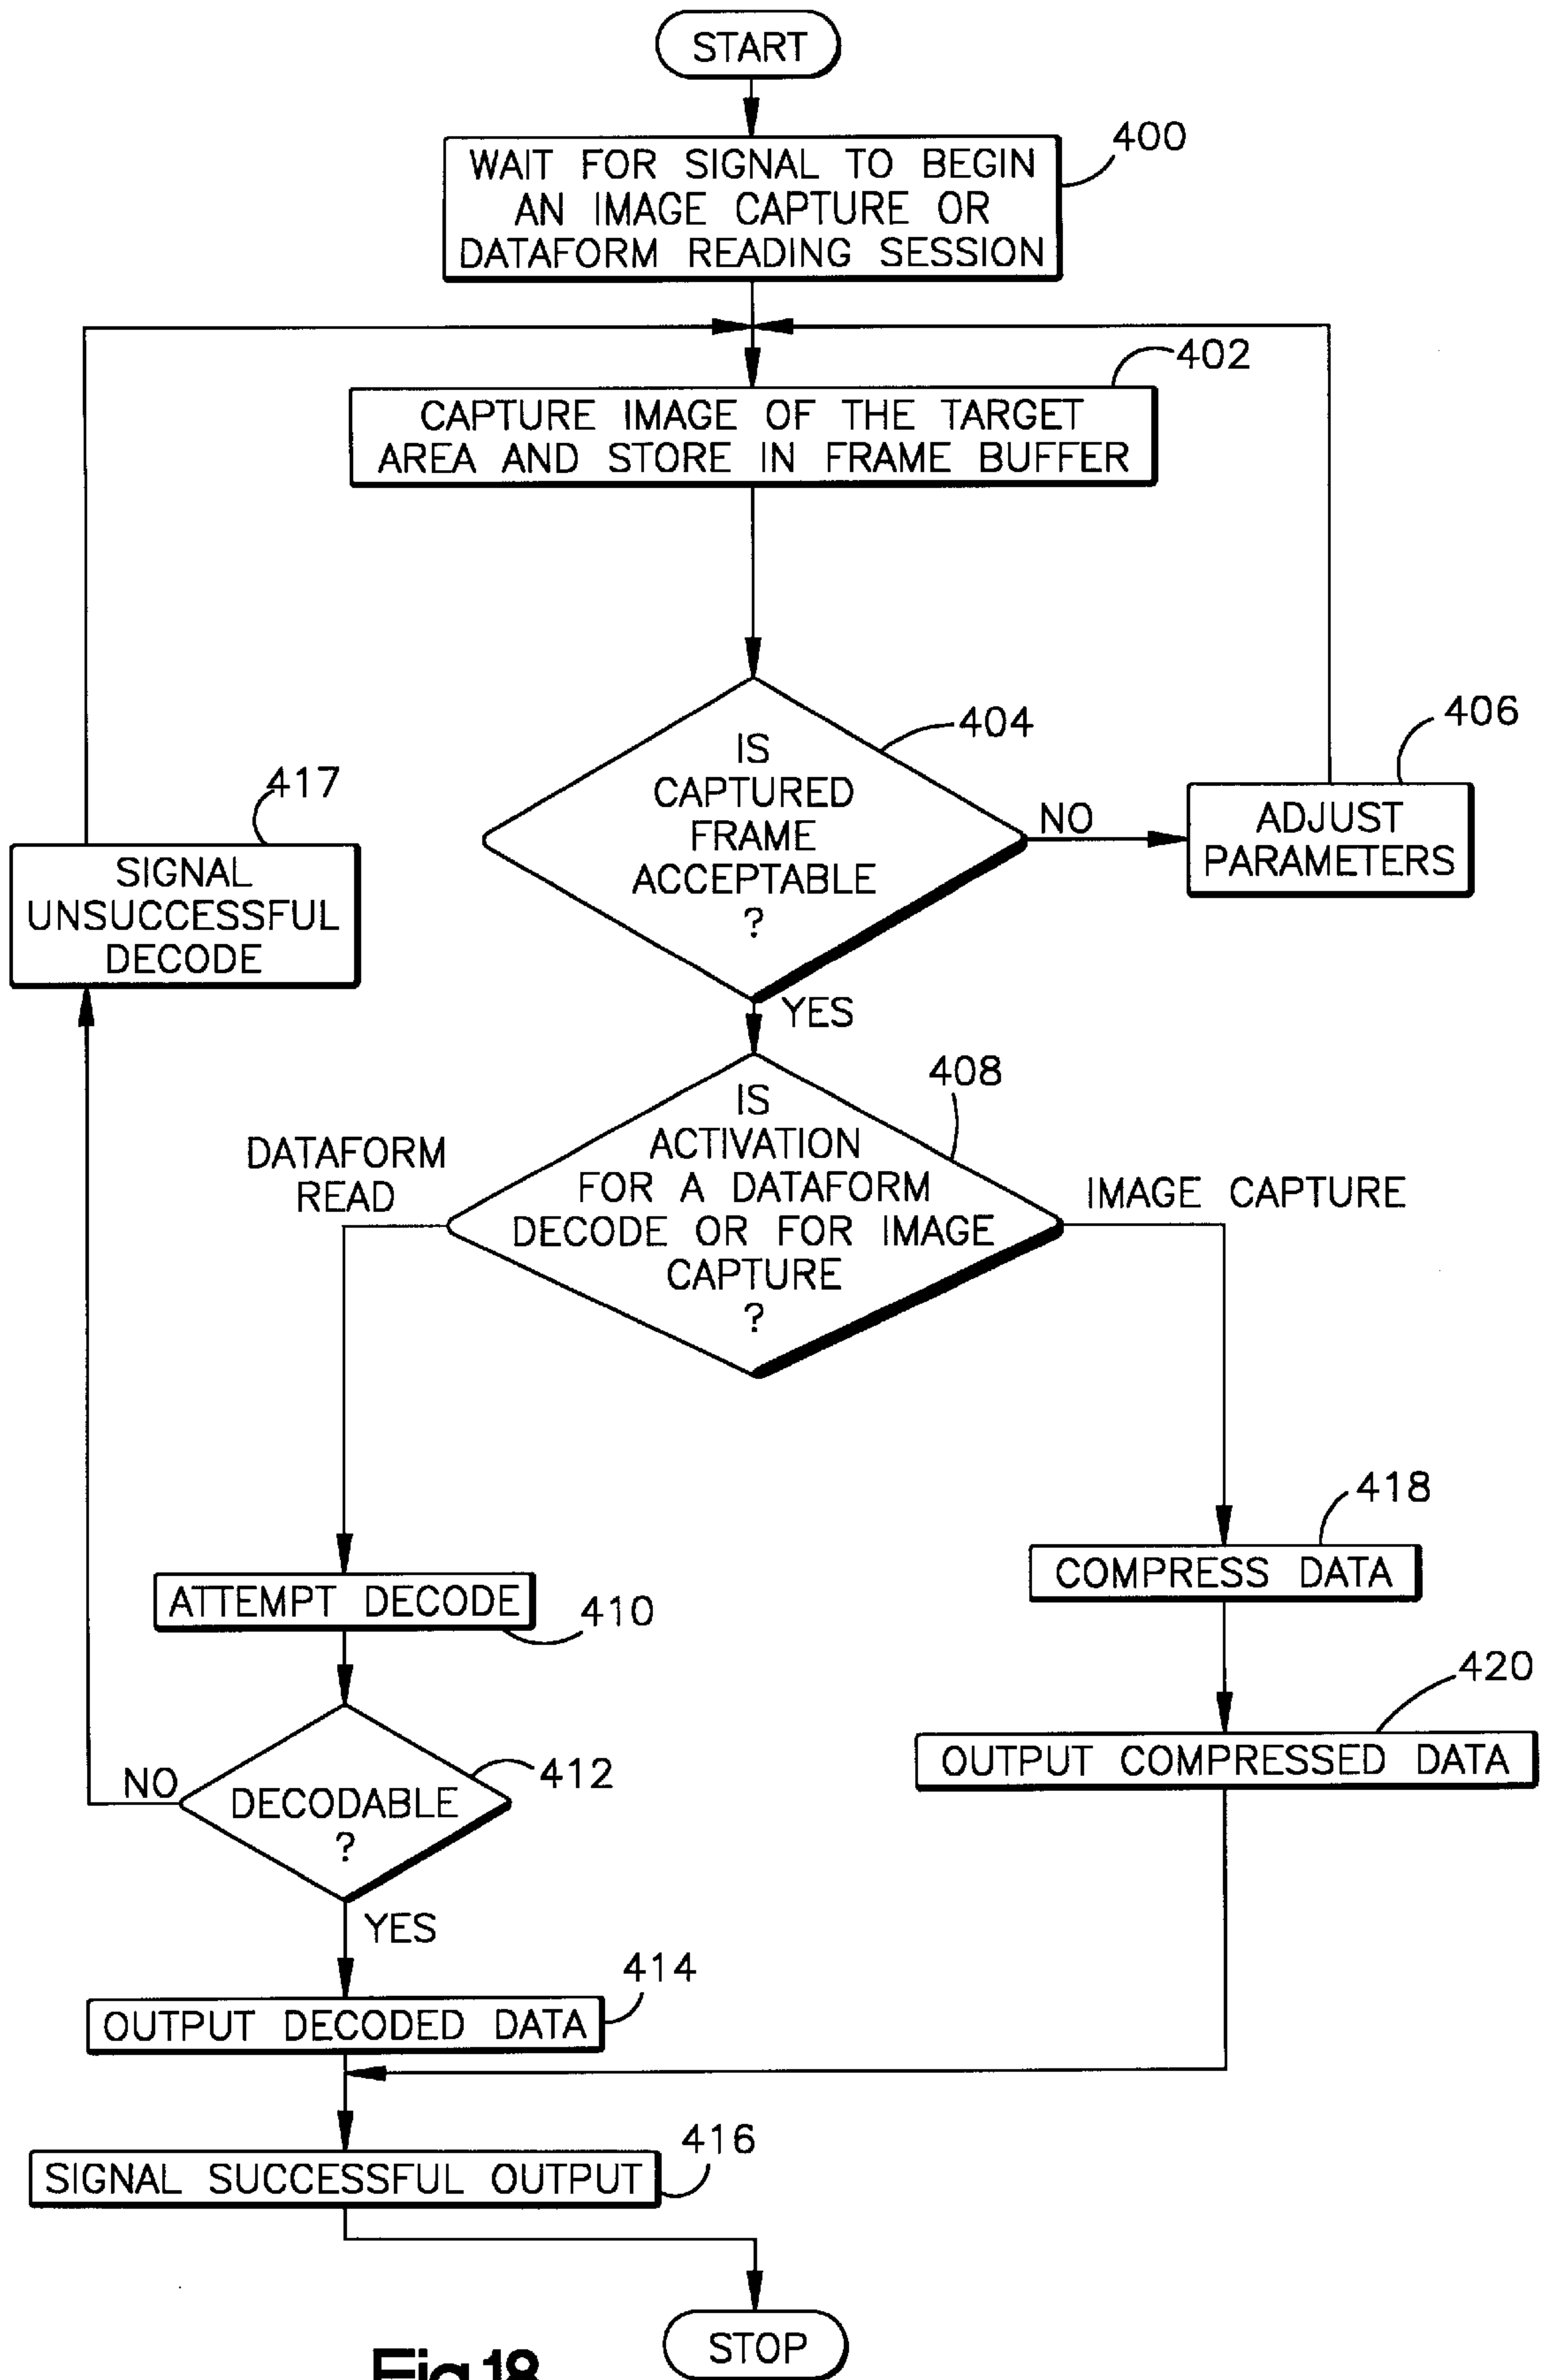 START
WAIT FOR SIGNAL TO BEGIN
AN IMAGE CAPTURE OR
DATAFORM READING SESSION
400
402
CAPTURE IMAGE OF THE TARGET
AREA AND STORE IN FRAME BUFFER
404
IS
CAPTURED
FRAME
ACCEPTABLE
?
NO
406
ADJUST
PARAMETERS
417
SIGNAL
UNSUCCESSFUL
DECODE
YES
408
IS
ACTIVATION
FOR A DATAFORM
DECODE OR FOR IMAGE
CAPTURE
?
DATAFORM
READ
IMAGE CAPTURE
418
COMPRESS DATA
ATTEMPT DECODE
410
420
OUTPUT COMPRESSED DATA
412
NO
DECODABLE
?
YES
414
OUTPUT DECODED DATA
416
SIGNAL SUCCESSFUL OUTPUT
STOP
Fig.18